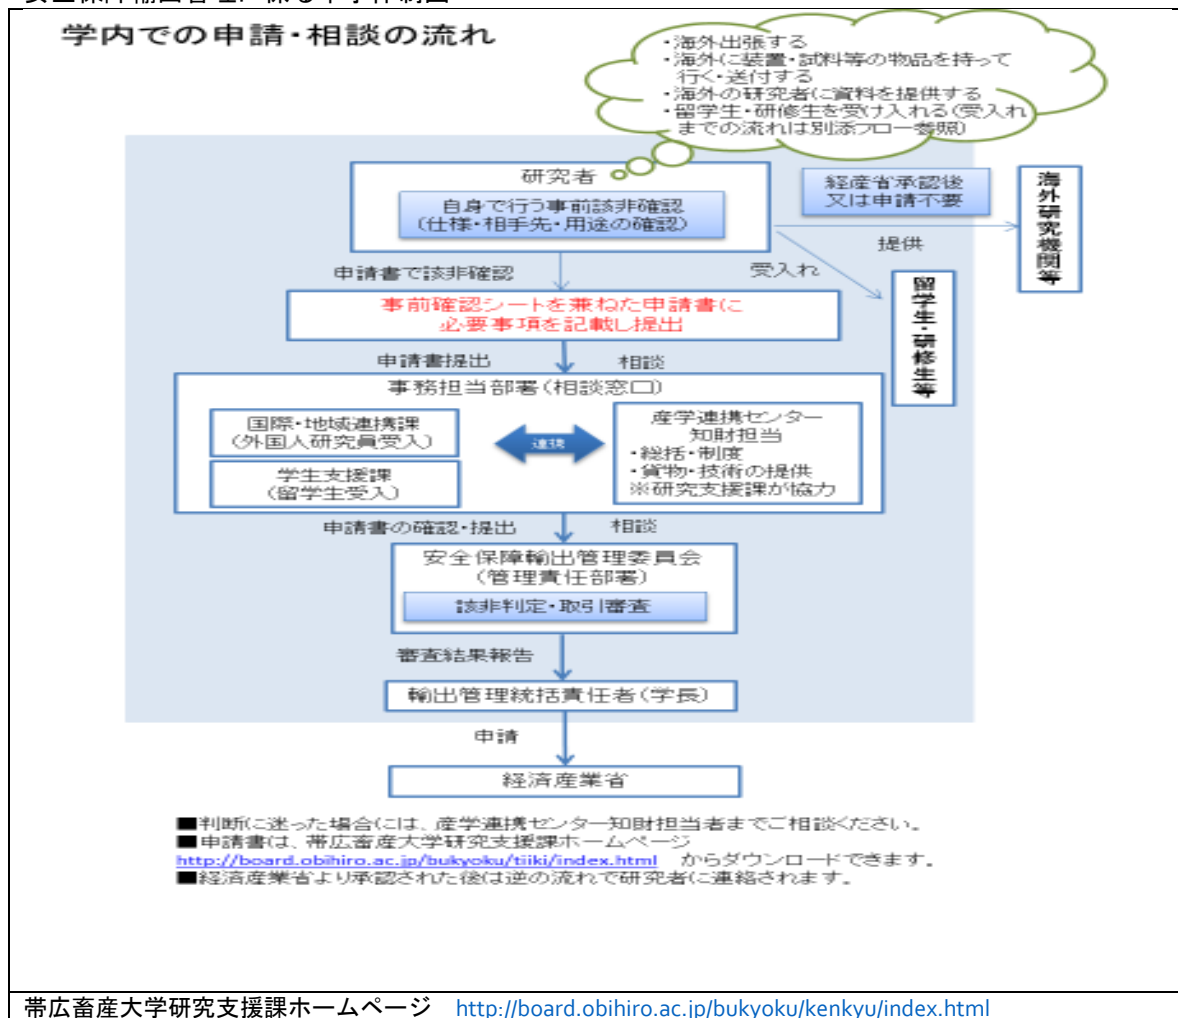 学内での申請・相談の流れ
・海外出張する
・海外に装置・試料等の物品を持って
行く・送付する
・海外の研究者に資料を提供する
・留学生・研修生を受け入れる(受入れ
までの流れは別添フロー参照)
研究者
自身で行う事前該非確認
(仕様・相手先・用途の確認)
経産省承認後
又は申請不要
海外研究機関等
提供
受入れ
留学生・研修生等
申請書で該非確認
事前確認シートを兼ねた申請書に
必要事項を記載し提出
申請書提出
相談
事務担当部署(相談窓口)
国際・地域連携課
(外国人研究員受入)
学生支援課
(留学生受入)
連携
産学連携センター
知財担当
・総括・制度
・貨物・技術の提供
※研究支援課が協力
申請書の確認・提出
相談
安全保障輸出管理委員会
(管理責任部署)
該非判定・取引審査
審査結果報告
輸出管理統括責任者(学長)
申請
経済産業省
■判断に迷った場合には、産学連携センター知財担当者までご相談ください。
■申請書は、帯広畜産大学研究支援課ホームページ
http://board.obihiro.ac.jp/bukyoku/tiiki/index.html からダウンロードできます。
■経済産業省より承認された後は逆の流れで研究者に連絡されます。
帯広畜産大学研究支援課ホームページ http://board.obihiro.ac.jp/bukyoku/kenkyu/index.html